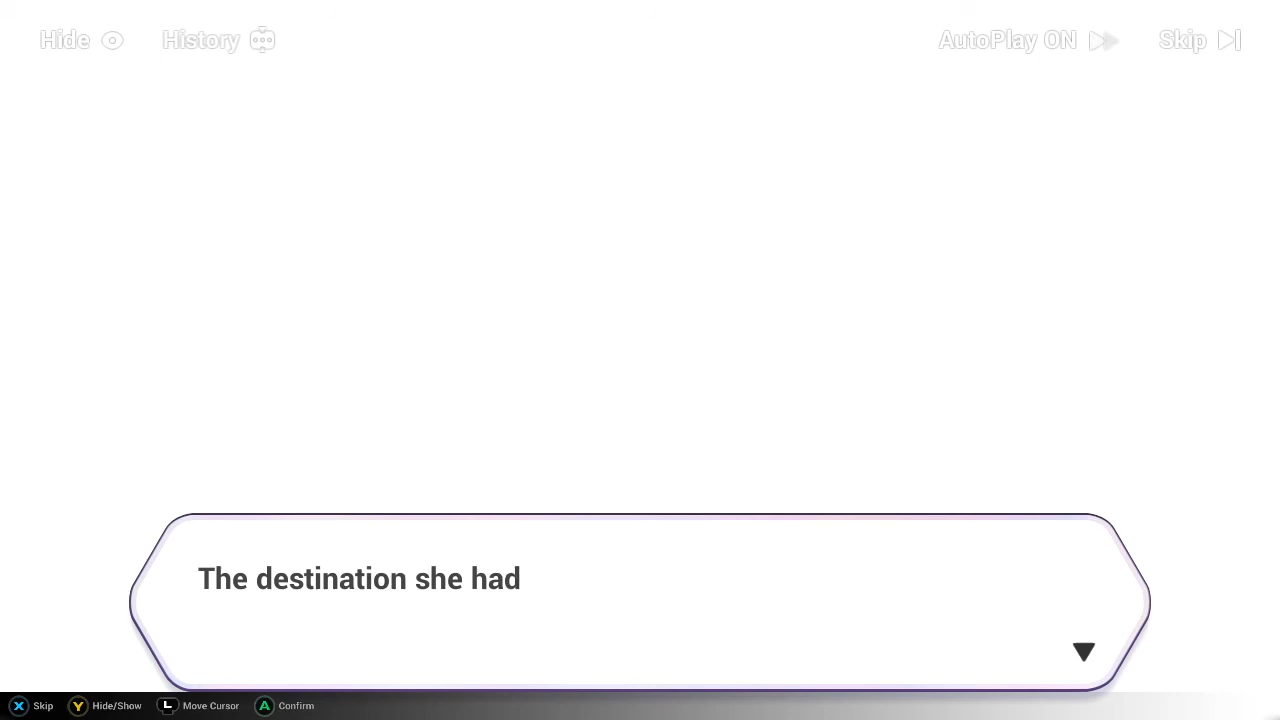 Hide
History
AutoPlay ON
Skip
The destination she had
X Skip
Y Hide/Show
L Move Cursor
A Confirm